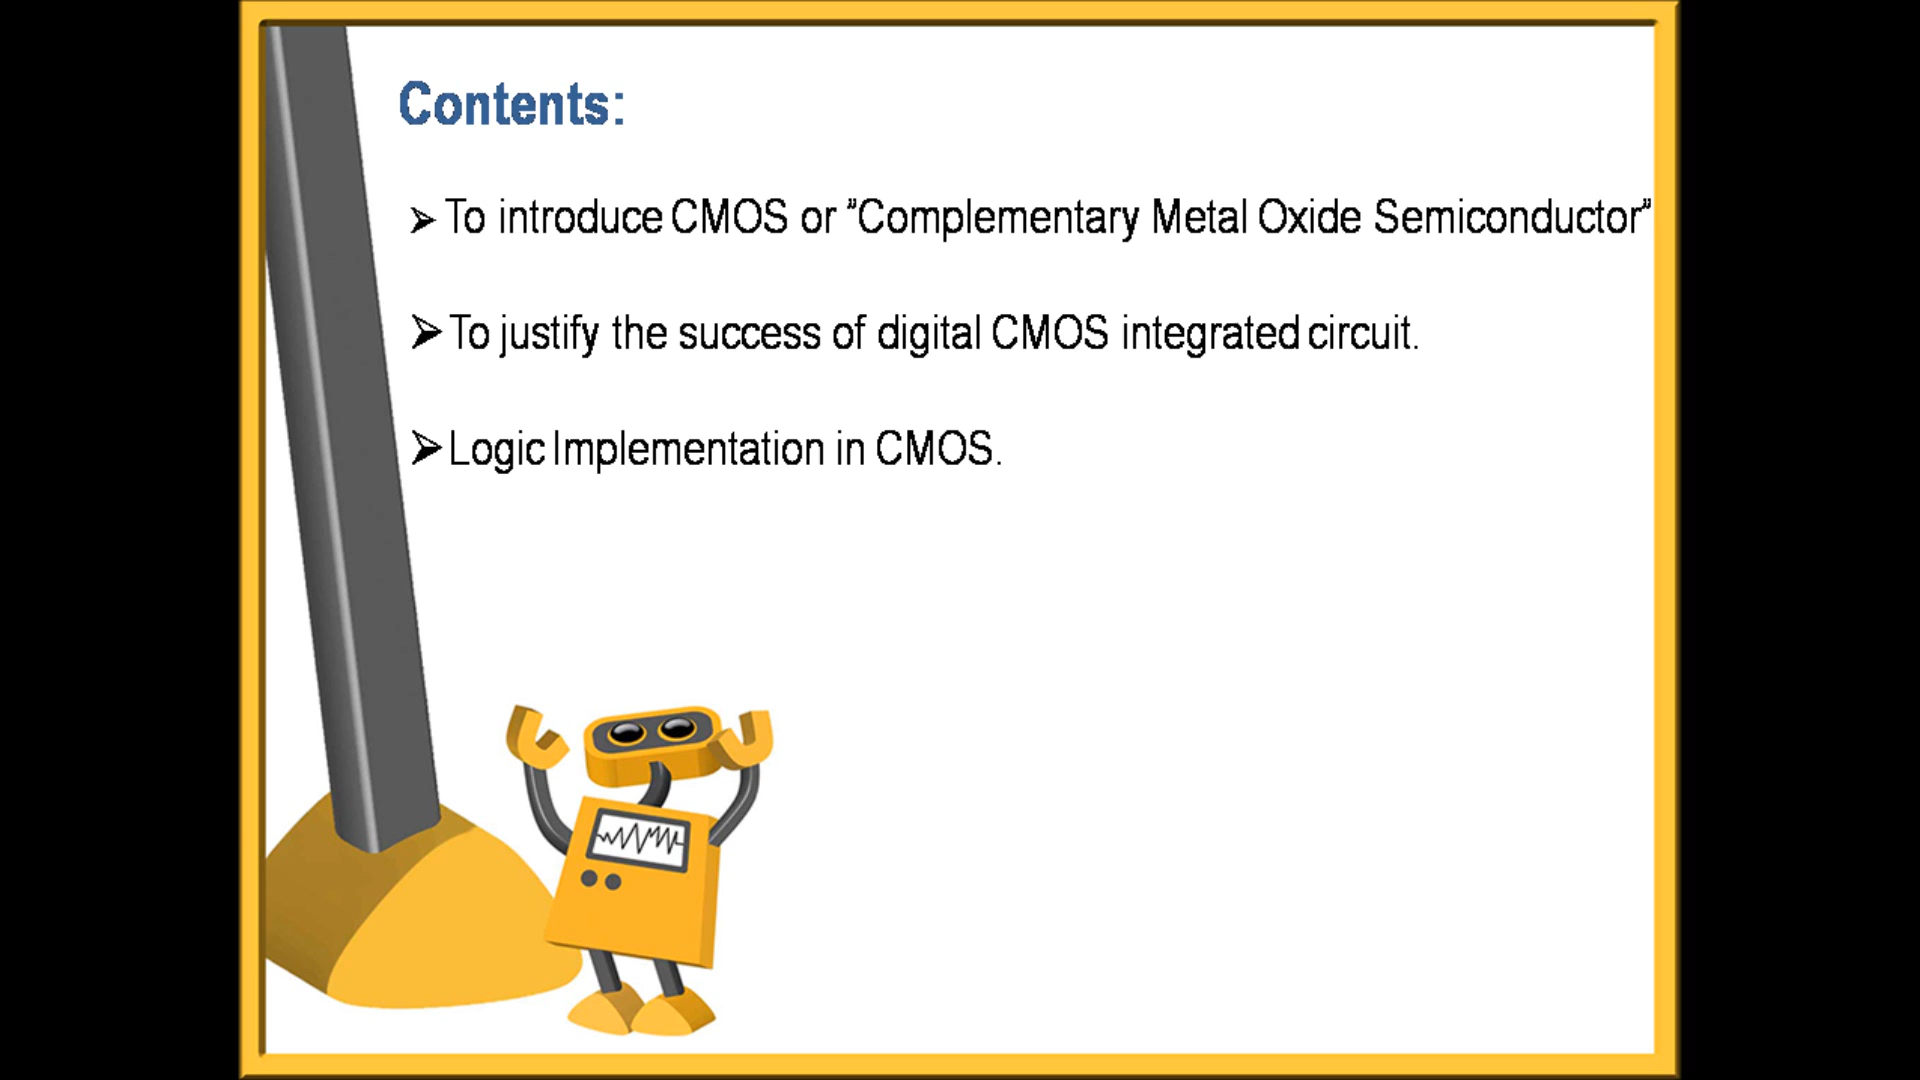 Contents:
➢ To introduce CMOS or ”Complementary Metal Oxide Semiconductor”
➢ To justify the success of digital CMOS integrated circuit.
➢ Logic Implementation in CMOS.